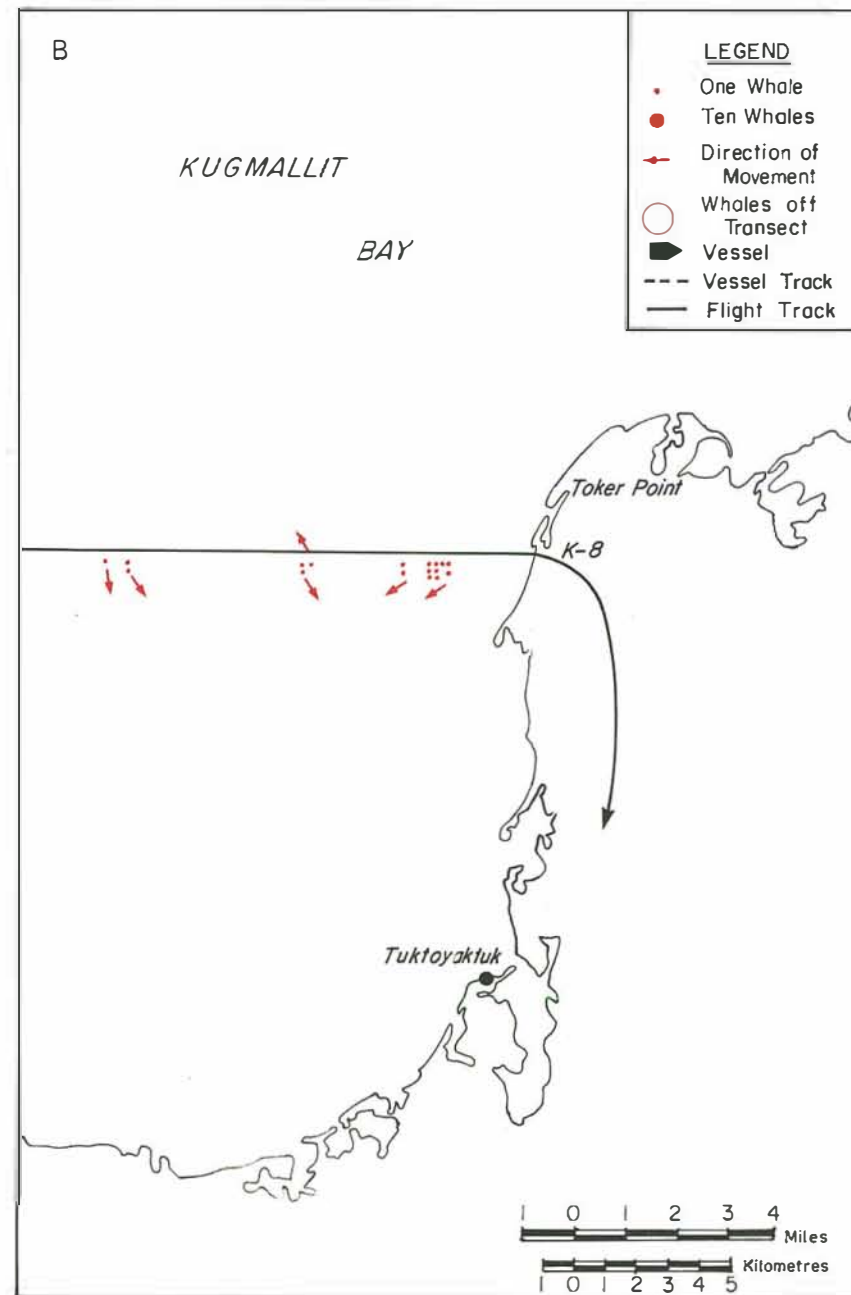 B
KUGMALLIT
BAY
LEGEND
One Whale
Ten Whales
Direction of
Movement
Whales off
Transect
Vessel
Vessel Track
Flight Track
Toker Point
K-8
Tuktoyaktuk
1 0 1 2 3 4
Miles
Kilometres
1 0 1 2 3 4 5